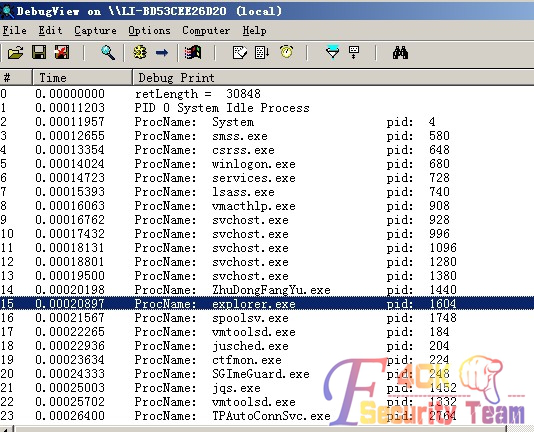 DebugView on \\LI-BD53CEE26D20 (local)
File Edit Capture Options Computer Help
# Time Debug Print
0 0.00000000 retLength = 30848
1 0.00011203 PID 0 System Idle Process
2 0.00011957 ProcName: System pid: 4
3 0.00012655 ProcName: smss.exe pid: 580
4 0.00013354 ProcName: csrss.exe pid: 648
5 0.00014024 ProcName: winlogon.exe pid: 680
6 0.00014723 ProcName: services.exe pid: 728
7 0.00015393 ProcName: lsass.exe pid: 740
8 0.00016063 ProcName: vmacthlp.exe pid: 908
9 0.00016762 ProcName: svchost.exe pid: 928
10 0.00017432 ProcName: svchost.exe pid: 996
11 0.00018131 ProcName: svchost.exe pid: 1096
12 0.00018801 ProcName: svchost.exe pid: 1280
13 0.00019500 ProcName: svchost.exe pid: 1380
14 0.00020198 ProcName: ZhuDongFangYu.exe pid: 1440
15 0.00020897 ProcName: explorer.exe pid: 1604
16 0.00021567 ProcName: spoolsv.exe pid: 1748
17 0.00022265 ProcName: vmtoolsd.exe pid: 184
18 0.00022936 ProcName: jusched.exe pid: 204
19 0.00023634 ProcName: ctfmon.exe pid: 224
20 0.00024333 ProcName: SGImeGuard.exe pid: 248
21 0.00025003 ProcName: jqs.exe pid: 1452
22 0.00025702 ProcName: vmtoolsd.exe pid: 1832
23 0.00026400 ProcName: TPAutoConnSvc.exe pid: 2764
F4ck
Security Team